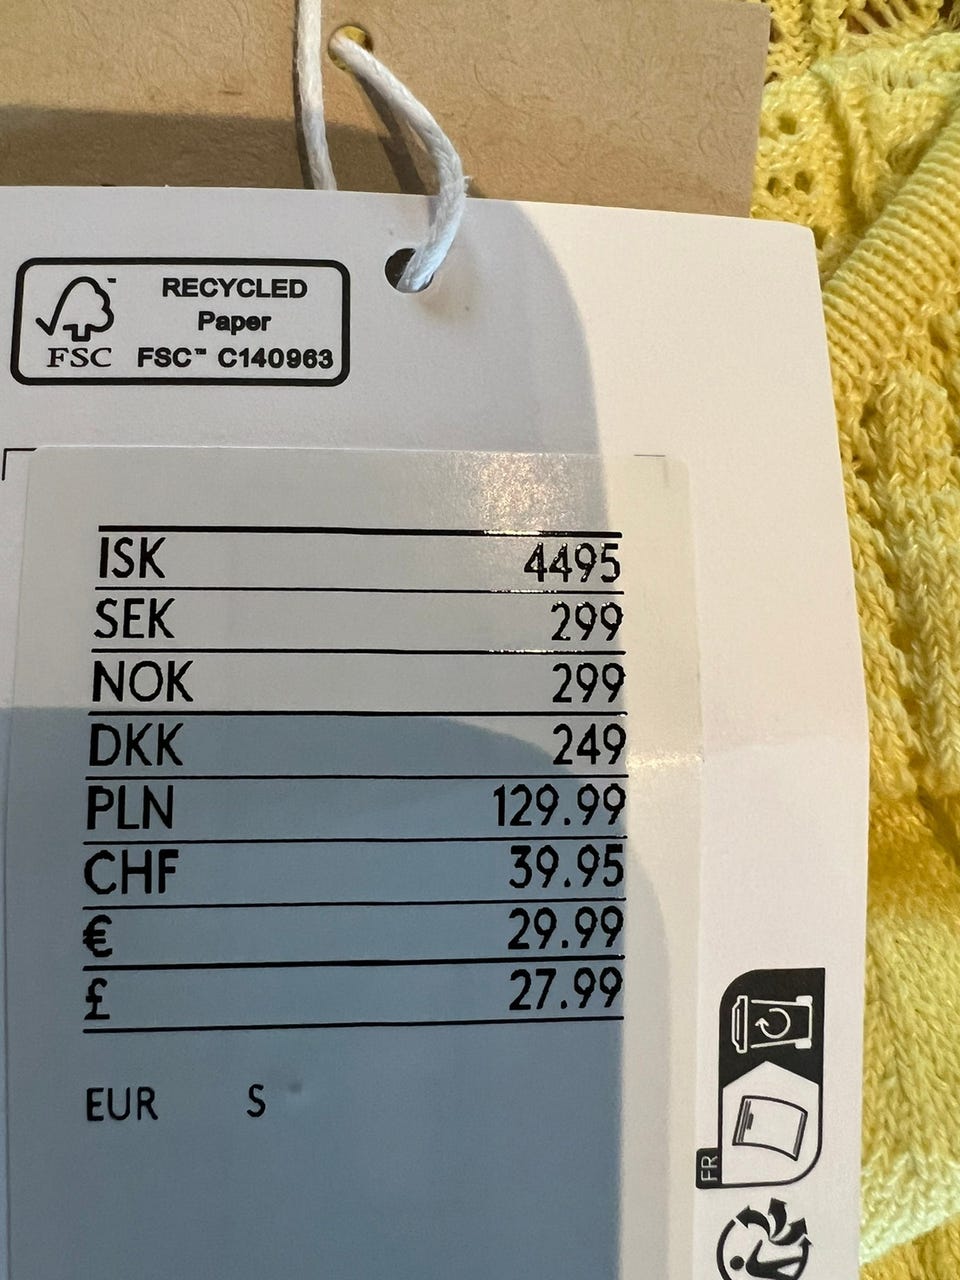 RECYCLED
Paper
FSC™ C140963
FSC
ISK 4495
SEK 299
NOK 299
DKK 249
PLN 129.99
CHF 39.95
€ 29.99
£ 27.99
EUR S
FR